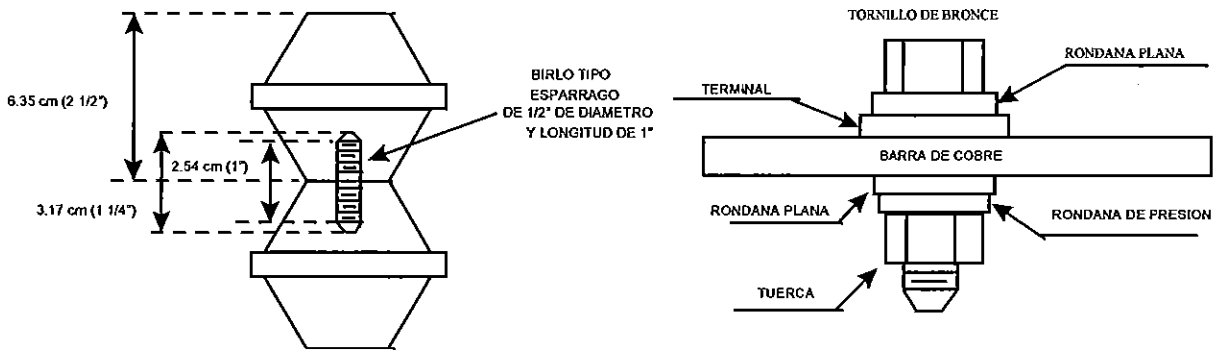 6.35 cm (2 1/2")
2.54 cm (1")
3.17 cm (1 1/4")
BIRLO TIPO
ESPARRAGO
DE 1/2" DE DIAMETRO
Y LONGITUD DE 1"
TORNILLO DE BRONCE
RONDANA PLANA
TERMINAL
BARRA DE COBRE
RONDANA PLANA
RONDANA DE PRESION
TUERCA